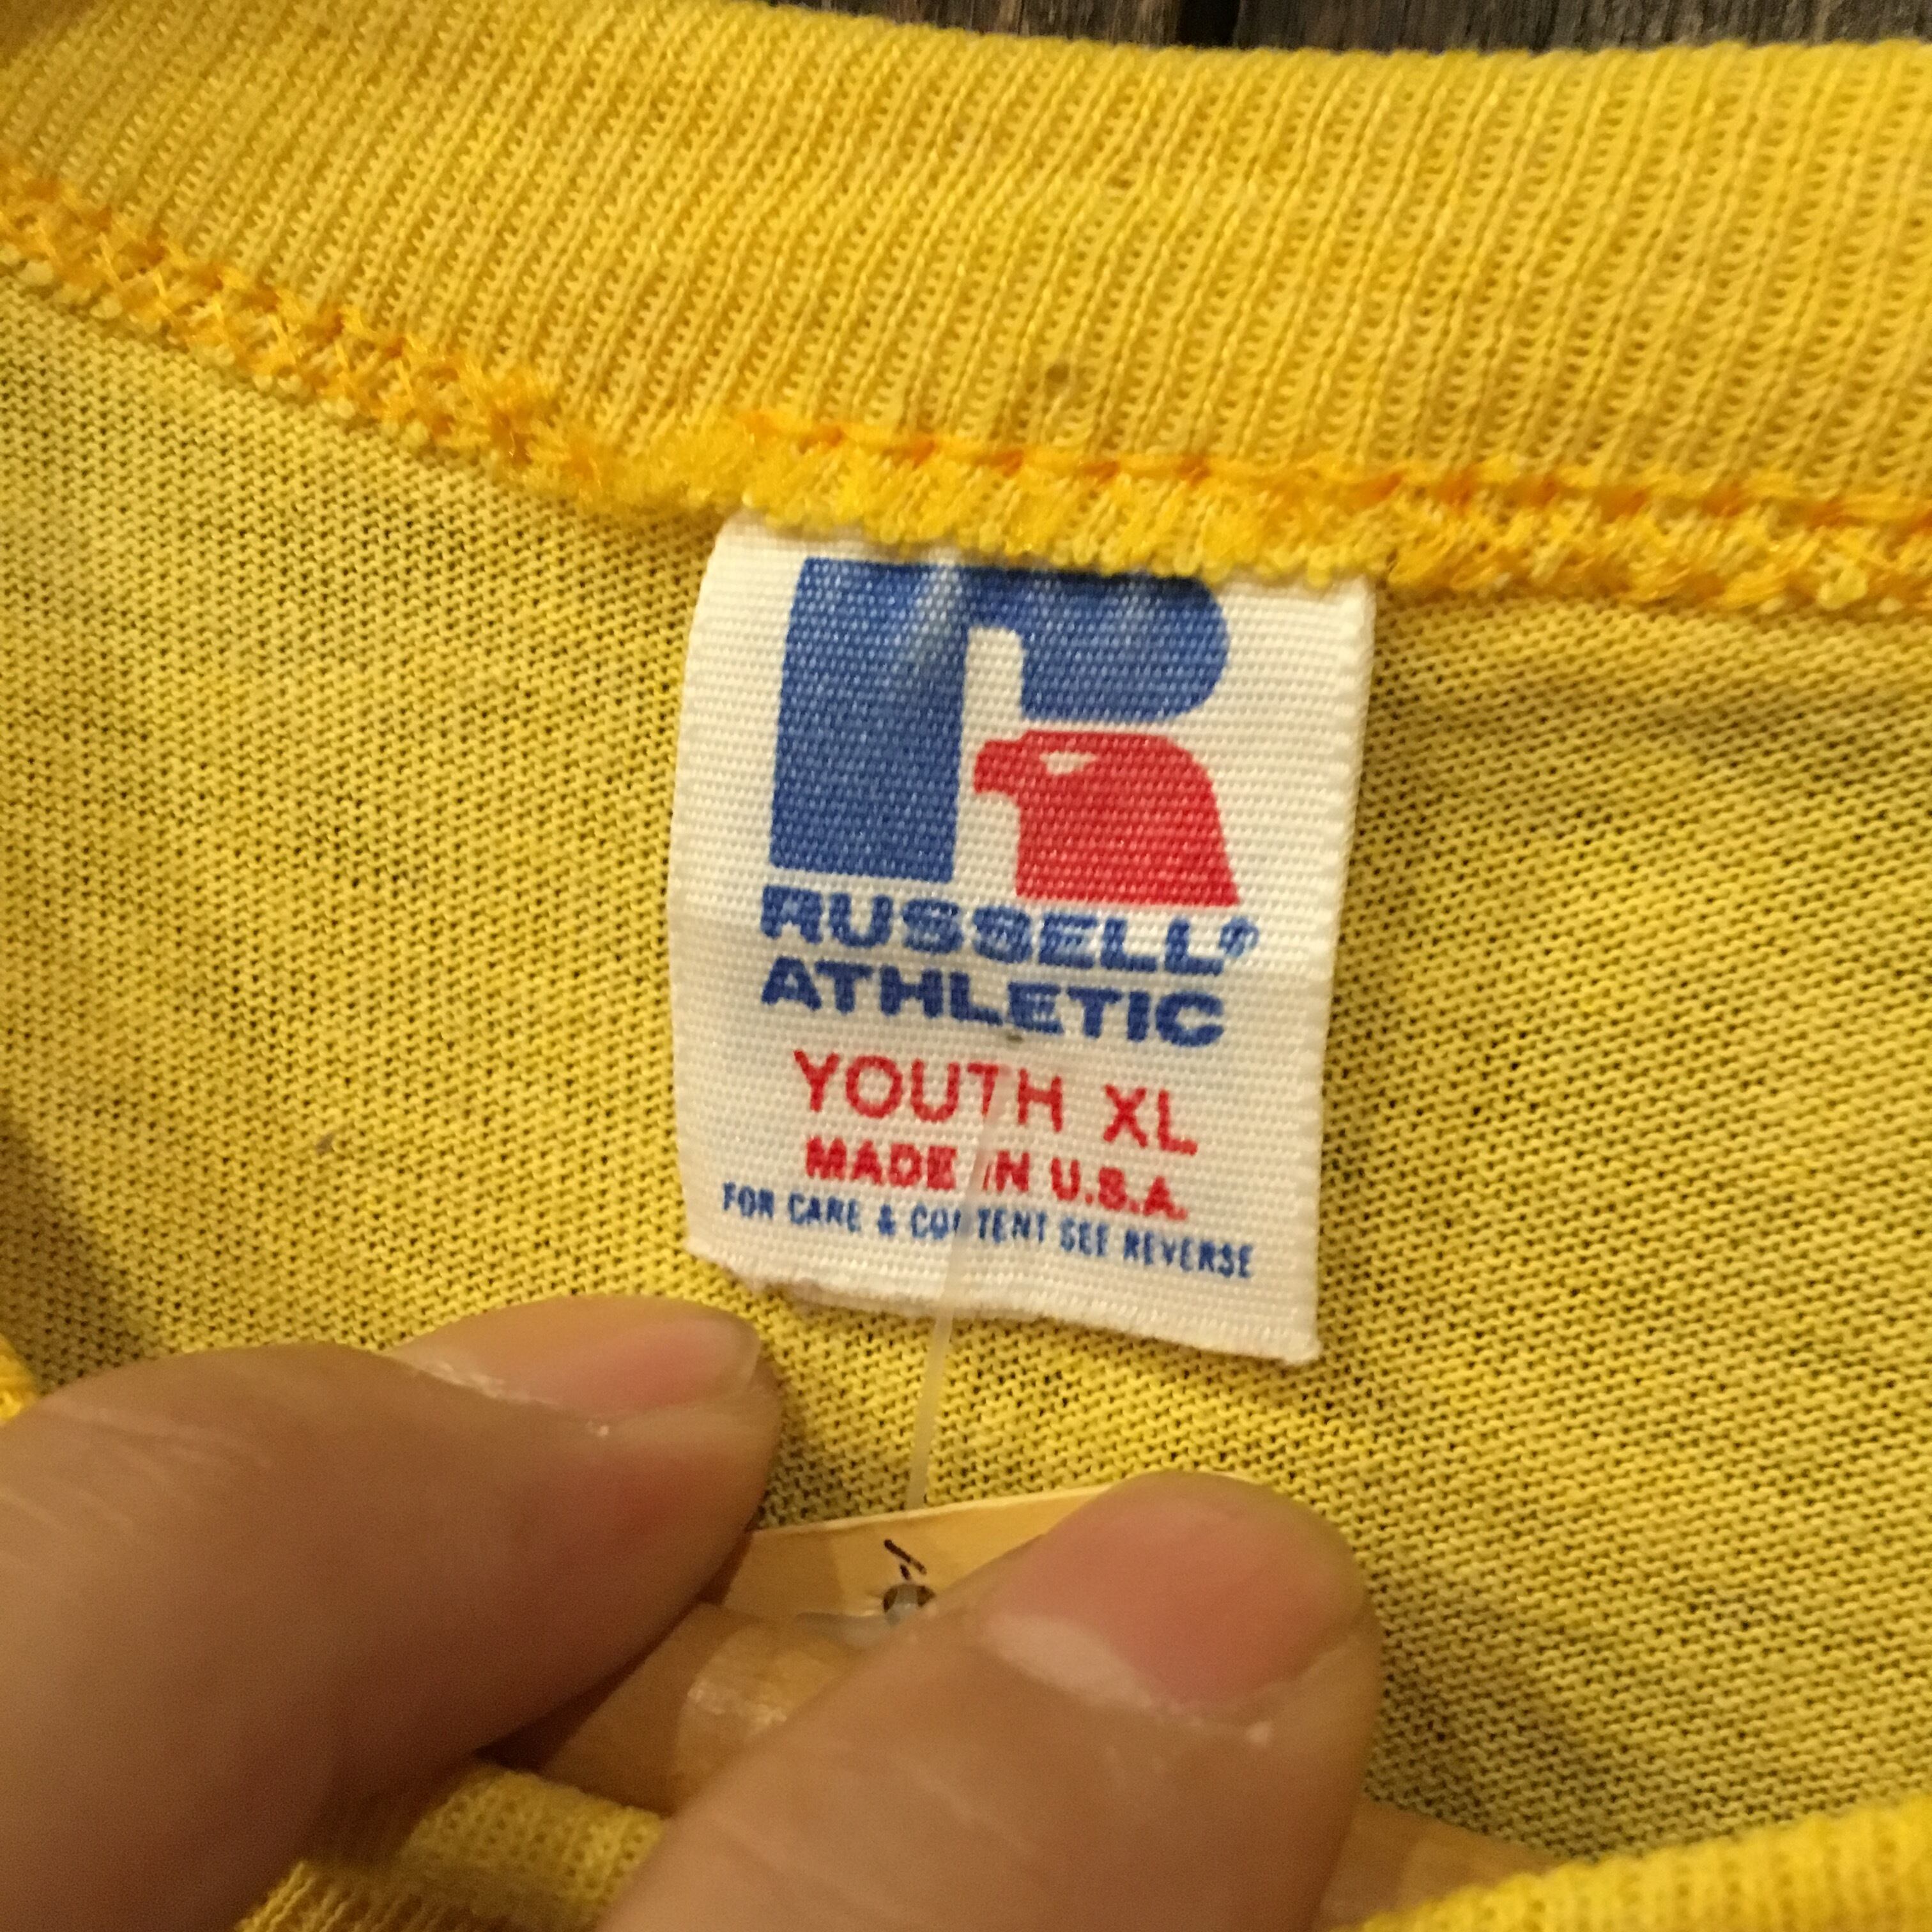 R
RUSSELL®
ATHLETIC
YOUTH XL
MADE IN U.S.A.
FOR CARE & CONTENT SEE REVERSE